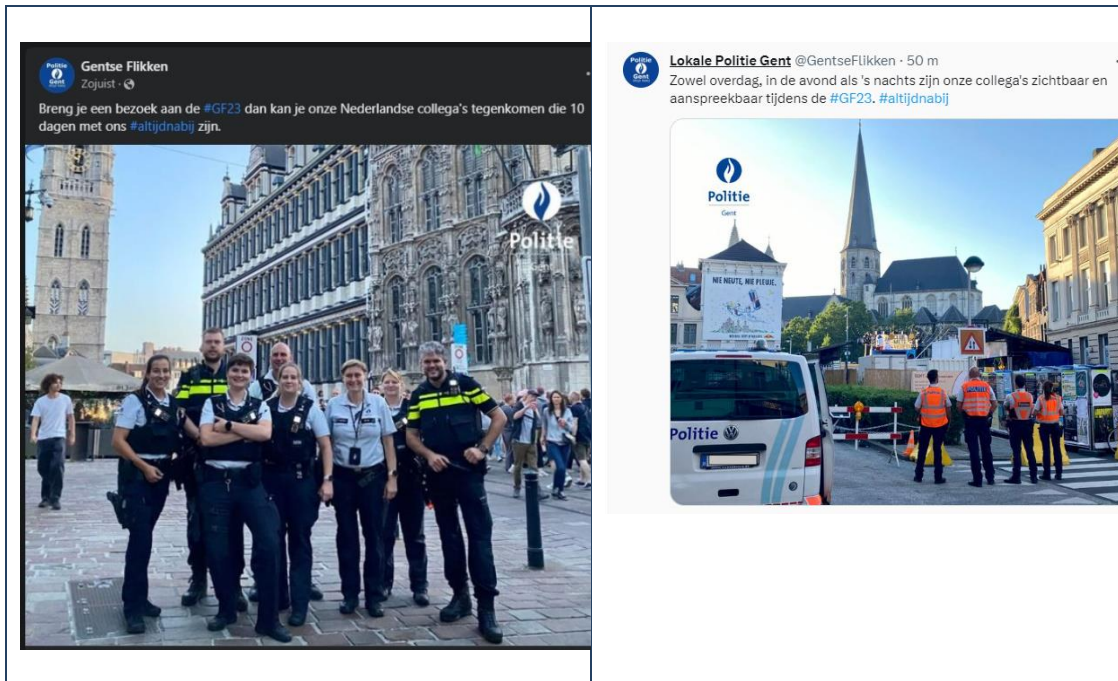 Gentse Flikken
Zojuist ·
Breng je een bezoek aan de #GF23 dan kan je onze Nederlandse collega's tegenkomen die 10
dagen met ons #altijdnabij zijn.
Politie
Lokale Politie Gent @GentseFlikken · 50 m
Zowel overdag, in de avond als 's nachts zijn onze collega's zichtbaar en
aanspreekbaar tijdens de #GF23. #altijdnabij
Politie
Gent
NIE NEUTE, NIE PLEUJE.
Politie